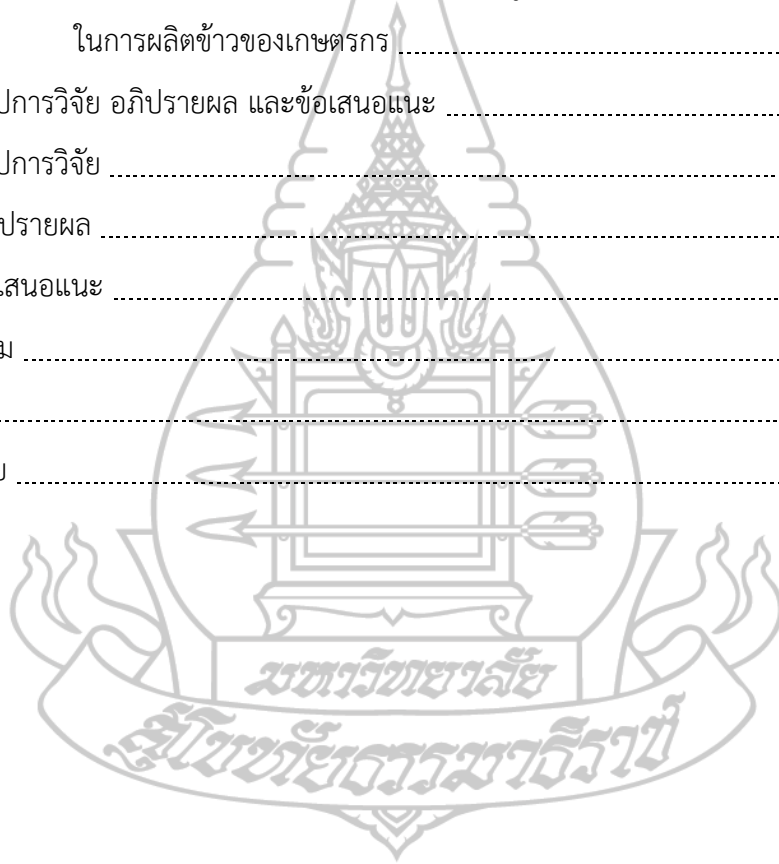 ในการผลิตข้าวของเกษตรกร
ปการวิจัย อภิปรายผล และข้อเสนอแนะ
ปการวิจัย
ปรายผล
เสนอแนะ
ม
มหาวิทยาลัย
สุโขทัยธรรมาธิราช